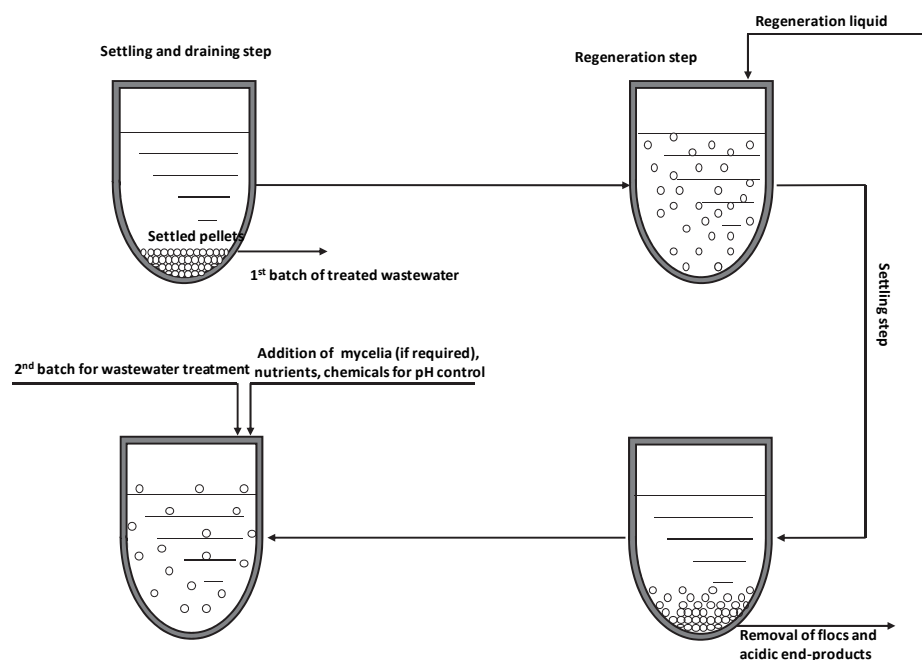 Regeneration liquid
Settling and draining step
Regeneration step
Settled pellets
1st batch of treated wastewater
Settling step
2nd batch for wastewater treatment
Addition of mycelia (if required),
nutrients, chemicals for pH control
Removal of flocs and
acidic end-products